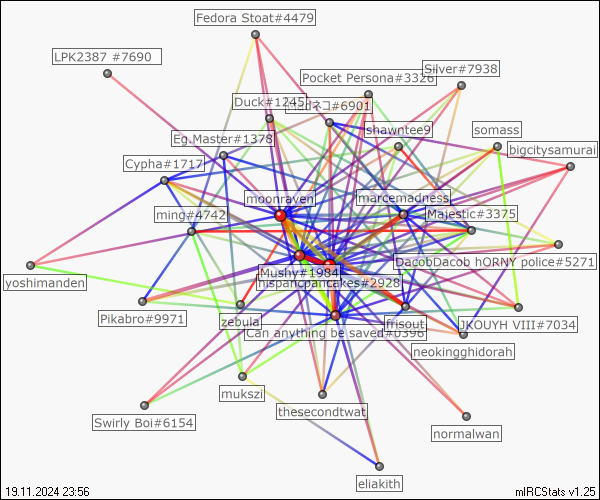 Fedora Stoat#4479
LPK2387 #7690
Silver#7938
Pocket Persona#3326
Duck#1245
ネコ#6901
shawntee9
somass
Eg.Master#1378
bigcitysamurai
Cypha#1717
moonraven
marcemadness
ming#4742
Majestic#3375
DacobDacob hORNY police#5271
Mushy#1984
yoshimanden
hispanopancakes#2928
Pikabro#9971
zebula
Can anything be saved#0398
frisout
JKOUYH VIII#7034
neokingghidorah
mukszi
thesecondtwat
Swirly Boi#6154
normalwan
eliakith
19.11.2024 23:56
mIRCStats v1.25